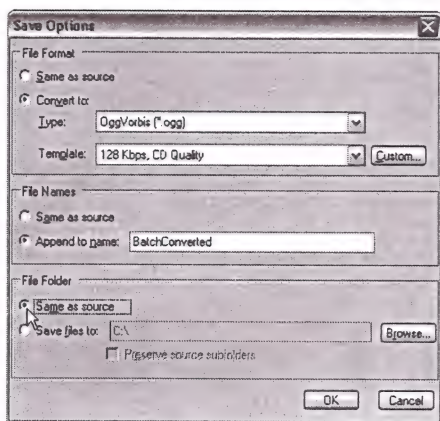 Save Options
File Format
Same as source
Convert to:
Type: OggVorbis (*.ogg)
Template: 128 Kbps, CD Quality Custom...
File Names
Same as source
Append to name: BatchConverted
File Folder
Same as source
Save files to: C:\ Browse...
Preserve source subfolders
OK Cancel